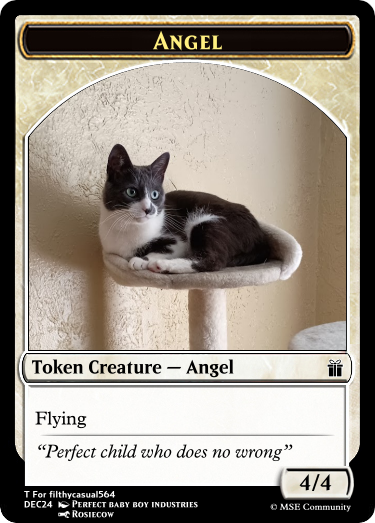 ANGEL
Token Creature — Angel
Flying
“Perfect child who does no wrong”
4/4
T For filthycasual564
DEC24 PERFECT BABY BOY INDUSTRIES
ROSIECOW
© MSE Community